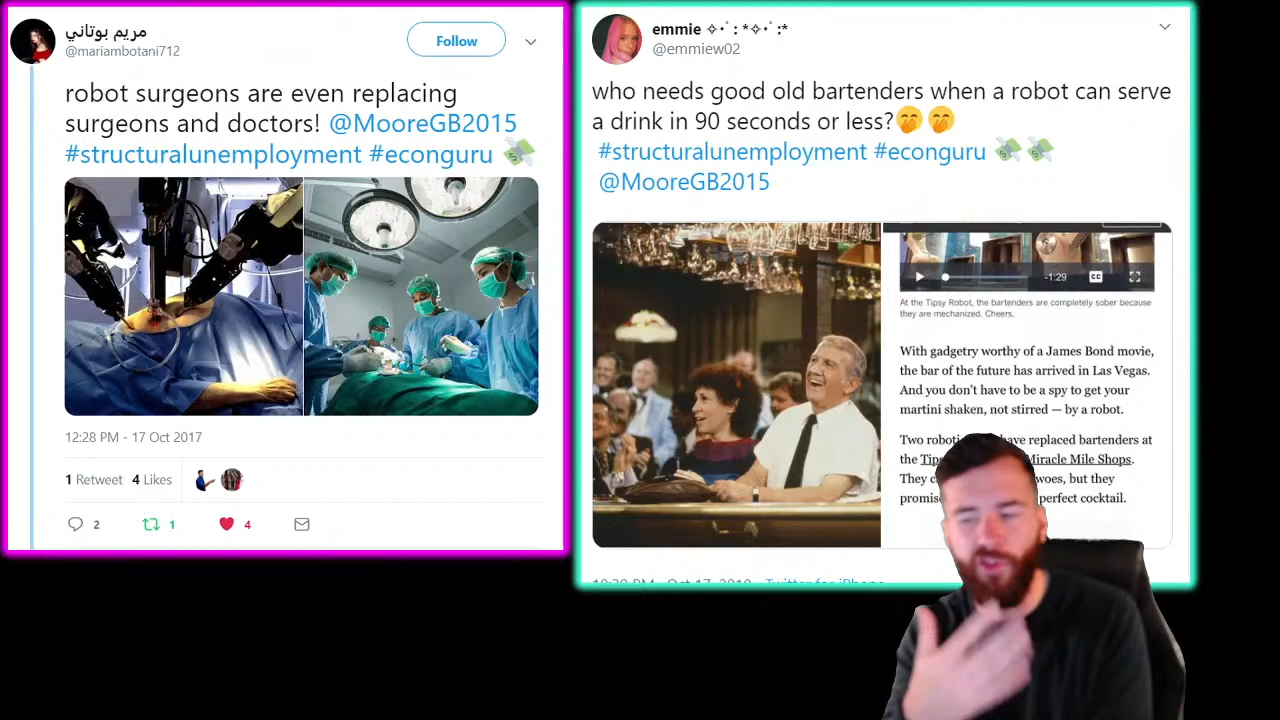 مريم بوتاني
@mariambotani712
Follow
robot surgeons are even replacing
surgeons and doctors! @MooreGB2015
#structuralunemployment #econguru
12:28 PM - 17 Oct 2017
1 Retweet 4 Likes
2 1 4
emmie
@emmiew02
who needs good old bartenders when a robot can serve
a drink in 90 seconds or less?
#structuralunemployment #econguru
@MooreGB2015
-1:29 CC
At the Tipsy Robot, the bartenders are completely sober because
they are mechanized. Cheers.
With gadgetry worthy of a James Bond movie,
the bar of the future has arrived in Las Vegas.
And you don't have to be a spy to get your
martini shaken, not stirred — by a robot.
Two have replaced bartenders at
the Miracle Mile Shops.
They woes, but they
perfect cocktail.